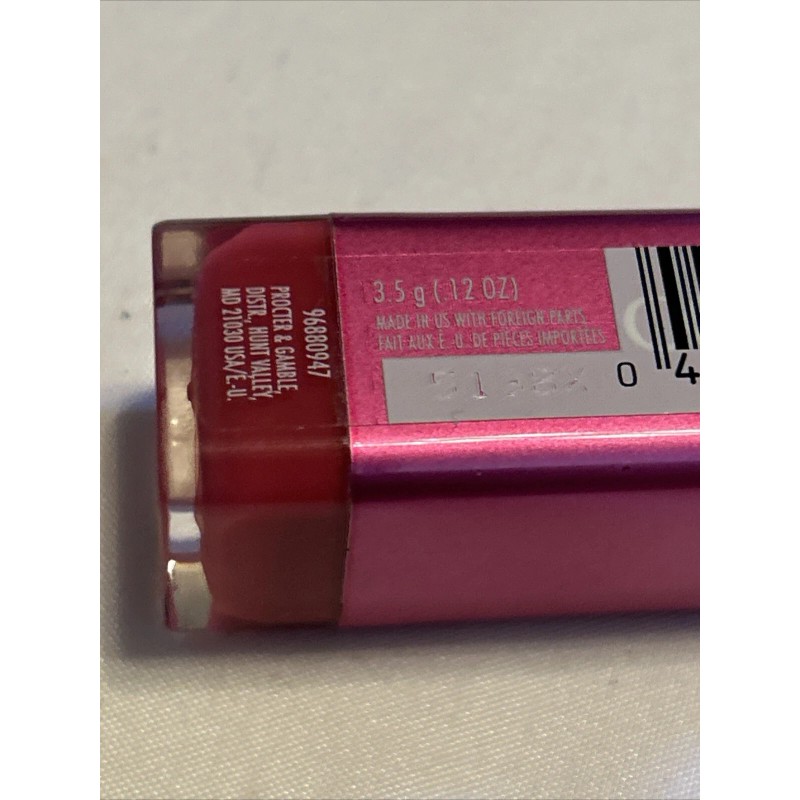 3.5 g ( 12 OZ)
MADE IN US WITH FOREIGN PARTS
FAIT AUX É.-U. DE PIÈCES IMPORTÉES
0 4
96880947
PROCTER & GAMBLE,
DISTR., HUNT VALLEY,
MD 21030 USA/E.-U.